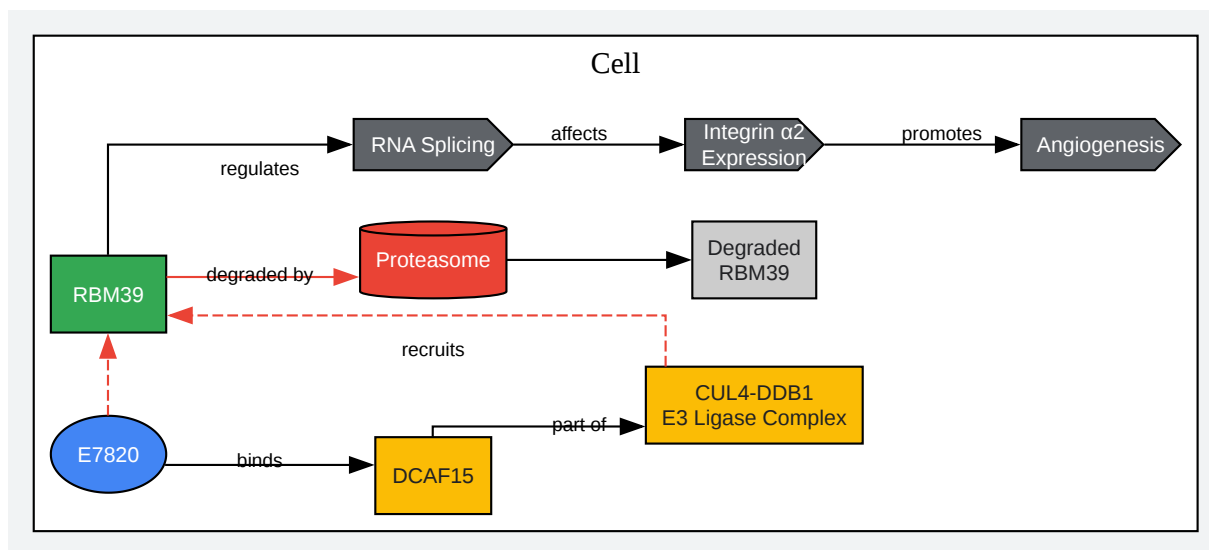 Cell
RNA Splicing
affects
Integrin α2
Expression
promotes
Angiogenesis
regulates
RBM39
degraded by
Proteasome
Degraded
RBM39
recruits
CUL4-DDB1
E3 Ligase Complex
part of
E7820
binds
DCAF15